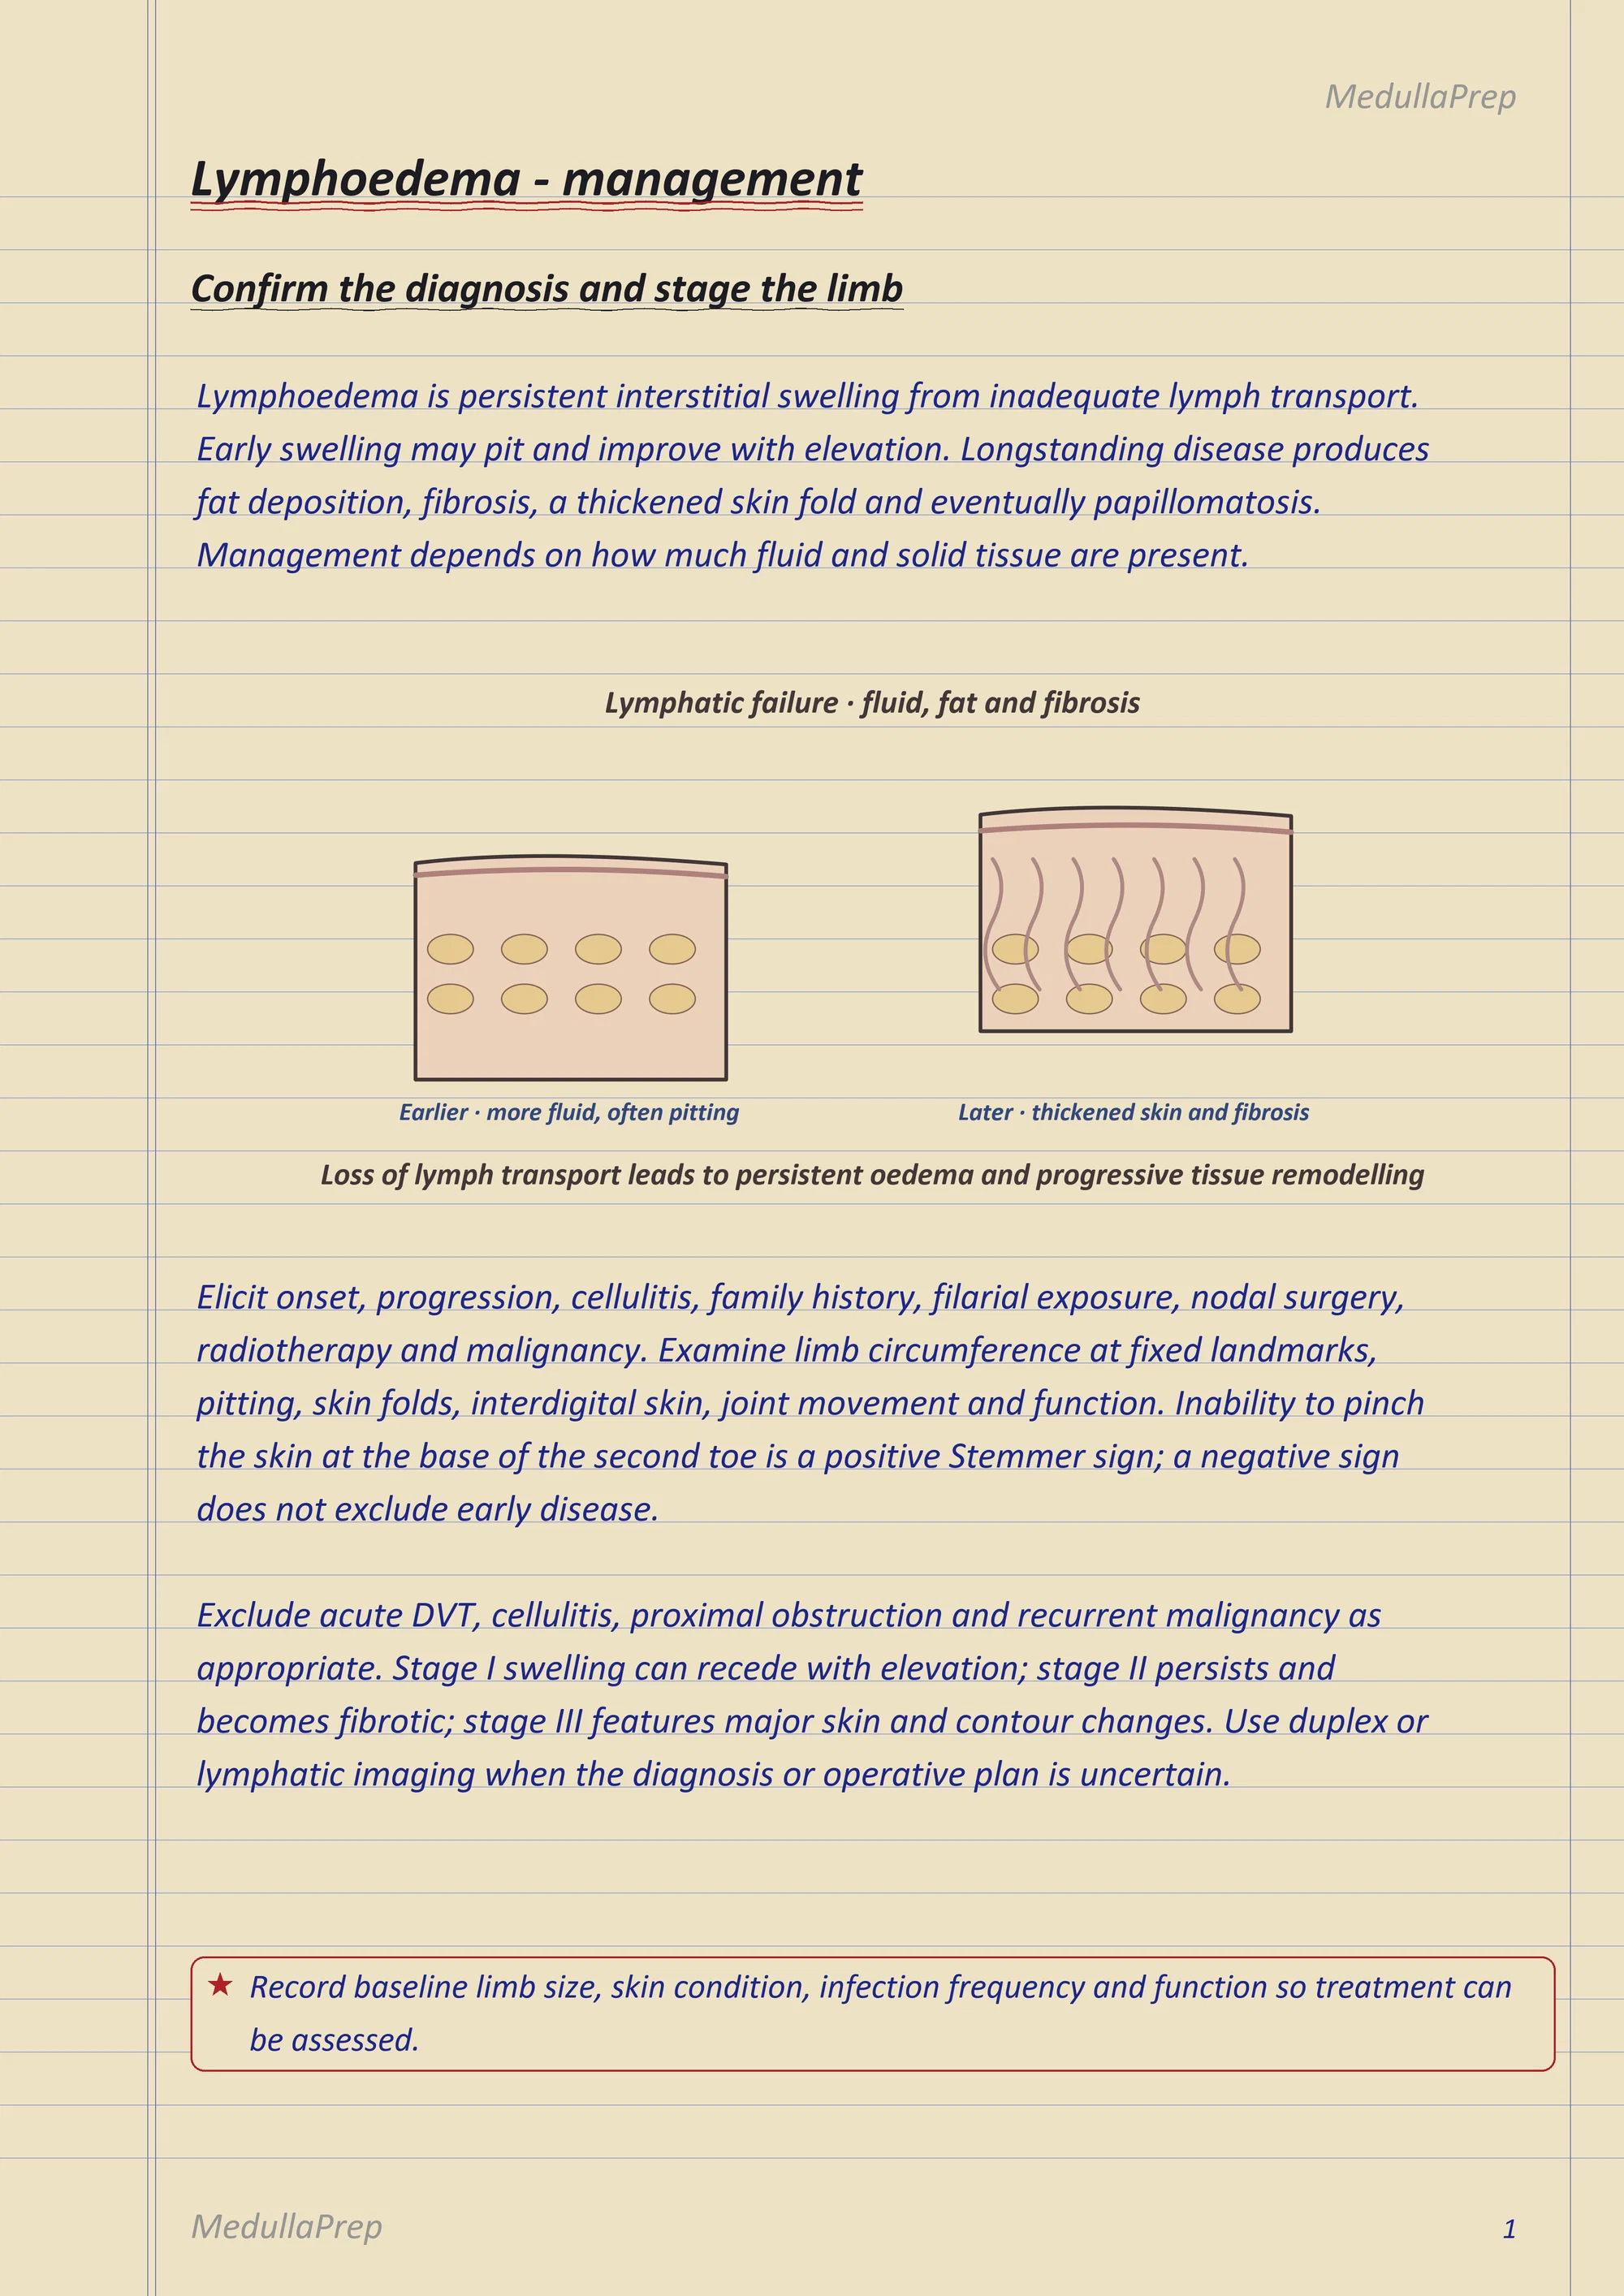 MedullaPrep
Lymphoedema - management
Confirm the diagnosis and stage the limb
Lymphoedema is persistent interstitial swelling from inadequate lymph transport.
Early swelling may pit and improve with elevation. Longstanding disease produces
fat deposition, fibrosis, a thickened skin fold and eventually papillomatosis.
Management depends on how much fluid and solid tissue are present.
Lymphatic failure · fluid, fat and fibrosis
Earlier · more fluid, often pitting
Later · thickened skin and fibrosis
Loss of lymph transport leads to persistent oedema and progressive tissue remodelling
Elicit onset, progression, cellulitis, family history, filarial exposure, nodal surgery,
radiotherapy and malignancy. Examine limb circumference at fixed landmarks,
pitting, skin folds, interdigital skin, joint movement and function. Inability to pinch
the skin at the base of the second toe is a positive Stemmer sign; a negative sign
does not exclude early disease.
Exclude acute DVT, cellulitis, proximal obstruction and recurrent malignancy as
appropriate. Stage I swelling can recede with elevation; stage II persists and
becomes fibrotic; stage III features major skin and contour changes. Use duplex or
lymphatic imaging when the diagnosis or operative plan is uncertain.
★ Record baseline limb size, skin condition, infection frequency and function so treatment can
be assessed.
MedullaPrep
1